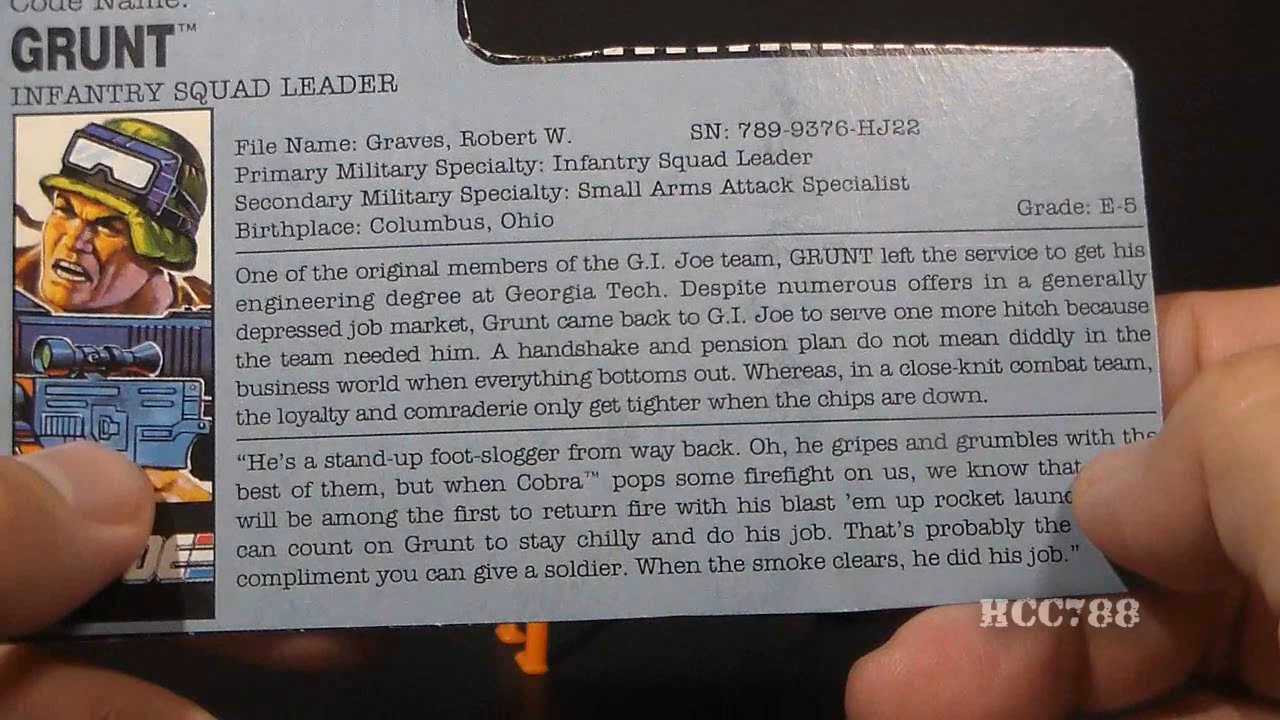 Code Name:
GRUNT™
INFANTRY SQUAD LEADER
File Name: Graves, Robert W. SN: 789-9376-HJ22
Primary Military Specialty: Infantry Squad Leader
Secondary Military Specialty: Small Arms Attack Specialist
Birthplace: Columbus, Ohio Grade: E-5
One of the original members of the G.I. Joe team, GRUNT left the service to get his
engineering degree at Georgia Tech. Despite numerous offers in a generally
depressed job market, Grunt came back to G.I. Joe to serve one more hitch because
the team needed him. A handshake and pension plan do not mean diddly in the
business world when everything bottoms out. Whereas, in a close-knit combat team,
the loyalty and comraderie only get tighter when the chips are down.
“He's a stand-up foot-slogger from way back. Oh, he gripes and grumbles with the
best of them, but when Cobra™ pops some firefight on us, we know that
will be among the first to return fire with his blast 'em up rocket
can count on Grunt to stay chilly and do his job. That's probably the
compliment you can give a soldier. When the smoke clears, he did his job.”
HCC788